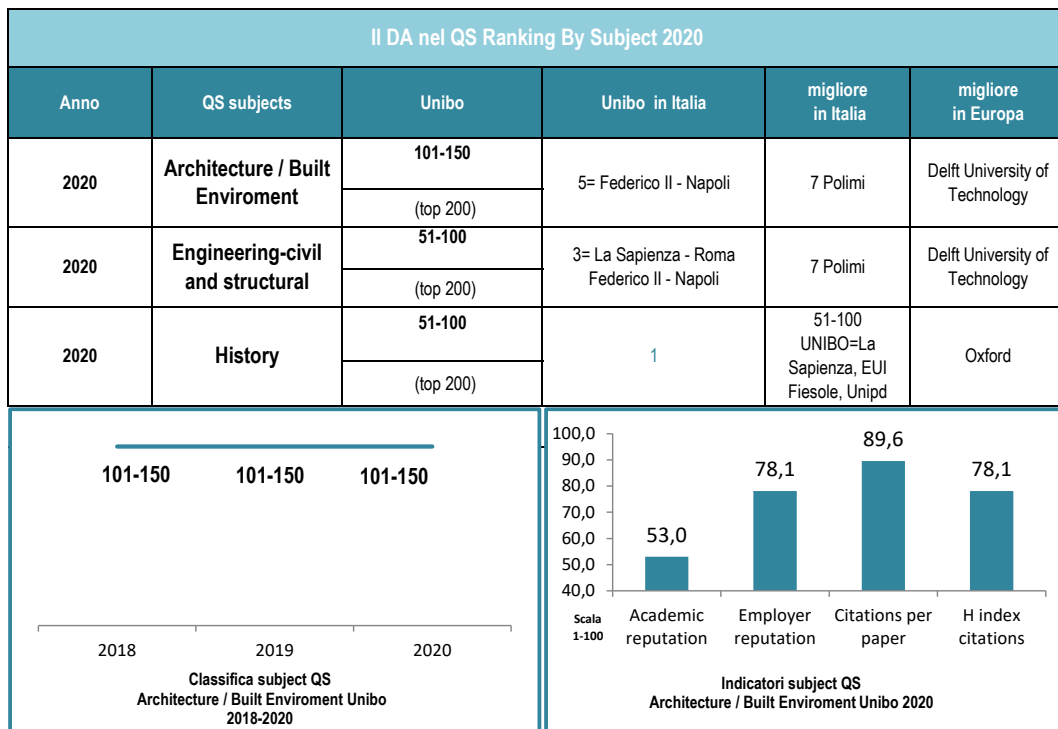 Il DA nel QS Ranking By Subject 2020
Anno
QS subjects
Unibo
Unibo in Italia
migliore
in Italia
migliore
in Europa
2020
Architecture / Built
Enviroment
101-150
(top 200)
5= Federico II - Napoli
7 Polimi
Delft University of
Technology
2020
Engineering-civil
and structural
51-100
(top 200)
3= La Sapienza - Roma
Federico II - Napoli
7 Polimi
Delft University of
Technology
2020
History
51-100
(top 200)
1
51-100
UNIBO=La
Sapienza, EUI
Fiesole, Unipd
Oxford
101-150
101-150
101-150
2018
2019
2020
Classifica subject QS
Architecture / Built Enviroment Unibo
2018-2020
100,0
90,0
80,0
70,0
60,0
50,0
40,0
53,0
78,1
89,6
78,1
Scala
1-100
Academic
reputation
Employer
reputation
Citations per
paper
H index
citations
Indicatori subject QS
Architecture / Built Enviroment Unibo 2020